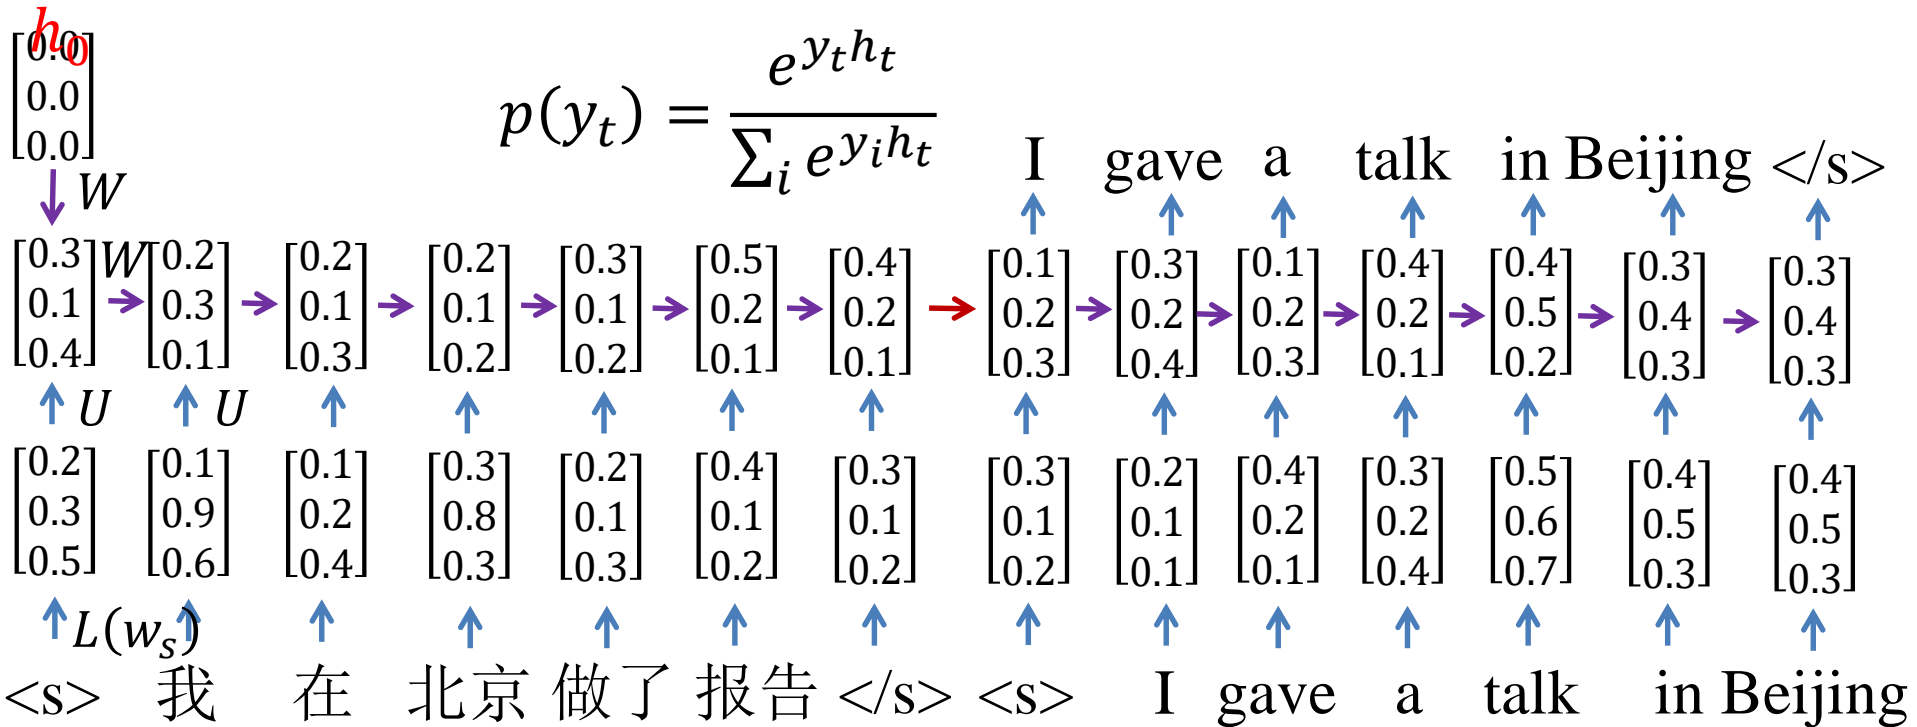 h₀
[0.0 0.0 0.0]
p(y_t) = e^{y_t h_t} / ∑_i e^{y_i h_t}
I gave a talk in Beijing </s>
W
W
[0.3 0.1 0.4] [0.2 0.3 0.1] [0.2 0.1 0.3] [0.2 0.1 0.2] [0.3 0.1 0.2] [0.5 0.2 0.1] [0.4 0.2 0.1] [0.1 0.2 0.3] [0.3 0.2 0.4] [0.1 0.2 0.3] [0.4 0.2 0.1] [0.4 0.5 0.2] [0.3 0.4 0.3] [0.3 0.4 0.3]
U U
[0.2 0.3 0.5] [0.1 0.9 0.6] [0.1 0.2 0.4] [0.3 0.8 0.3] [0.2 0.1 0.3] [0.4 0.1 0.2] [0.3 0.1 0.2] [0.3 0.1 0.2] [0.2 0.1 0.1] [0.4 0.2 0.1] [0.3 0.2 0.4] [0.5 0.6 0.7] [0.4 0.5 0.3] [0.4 0.5 0.3]
L(w_s)
<s> 我 在 北京 做了 报告 </s> <s> I gave a talk in Beijing